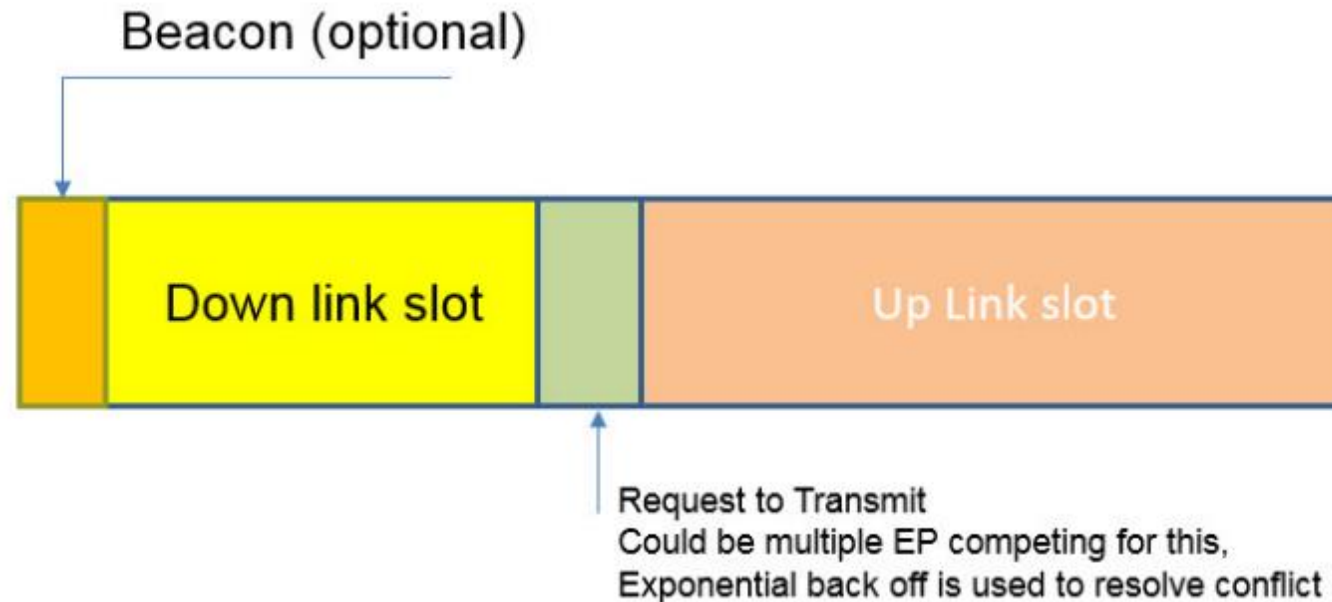 Beacon (optional)
Down link slot
Up Link slot
Request to Transmit
Could be multiple EP competing for this,
Exponential back off is used to resolve conflict